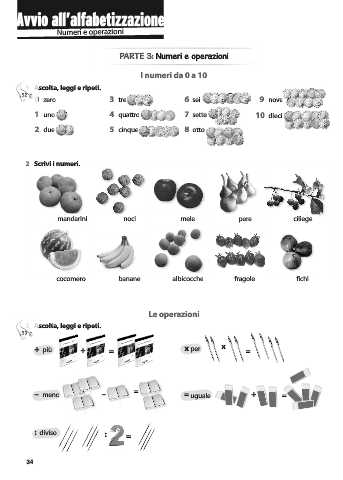 Avvio all'alfabetizzazione
Numeri e operazioni
PARTE 3: Numeri e operazioni
I numeri da 0 a 10
Ascolta, leggi e ripeti.
0 zero
3 tre
6 sei
9 nove
1 uno
4 quattro
7 sette
10 dieci
2 due
5 cinque
8 otto
2 Scrivi i numeri.
mandarini
noci
mele
pere
ciliege
cocomero
banane
albicocche
fragole
fichi
Le operazioni
Ascolta, leggi e ripeti.
+ più
+
=
x per
x
=
– meno
–
=
= uguale
+
=
: diviso
: 2 =
34